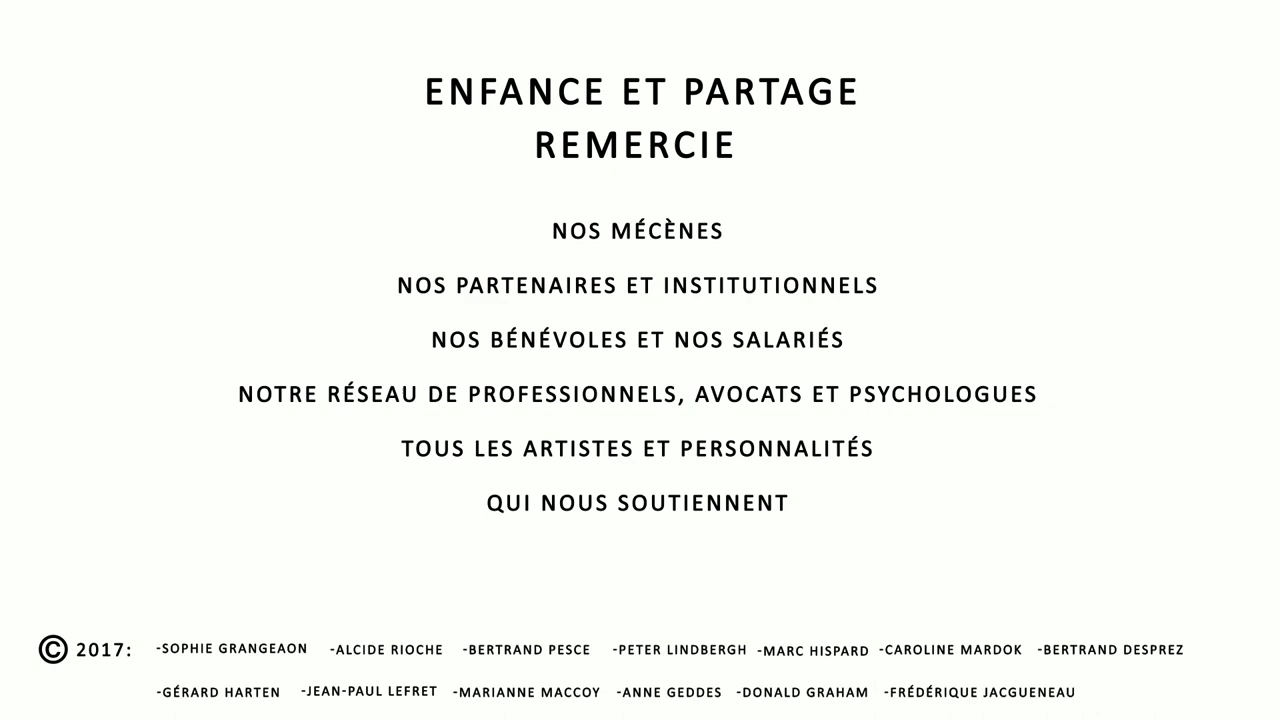 ENFANCE ET PARTAGE
REMERCIE
NOS MÉCÈNES
NOS PARTENAIRES ET INSTITUTIONNELS
NOS BÉNÉVOLES ET NOS SALARIÉS
NOTRE RÉSEAU DE PROFESSIONNELS, AVOCATS ET PSYCHOLOGUES
TOUS LES ARTISTES ET PERSONNALITÉS
QUI NOUS SOUTIENNENT
© 2017: -SOPHIE GRANGEAON -ALCIDE RIOCHE -BERTRAND PESCE -PETER LINDBERGH -MARC HISPARD -CAROLINE MARDOK -BERTRAND DESPREZ
-GÉRARD HARTEN -JEAN-PAUL LEFRET -MARIANNE MACCOY -ANNE GEDDES -DONALD GRAHAM -FRÉDÉRIQUE JACGUENEAU